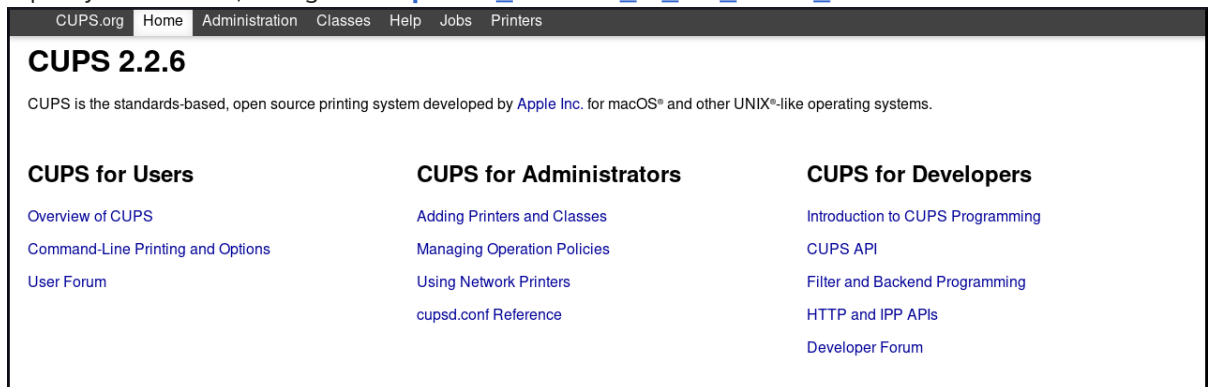 CUPS.org Home Administration Classes Help Jobs Printers
CUPS 2.2.6
CUPS is the standards-based, open source printing system developed by Apple Inc. for macOS® and other UNIX®-like operating systems.
CUPS for Users
Overview of CUPS
Command-Line Printing and Options
User Forum
CUPS for Administrators
Adding Printers and Classes
Managing Operation Policies
Using Network Printers
cupsd.conf Reference
CUPS for Developers
Introduction to CUPS Programming
CUPS API
Filter and Backend Programming
HTTP and IPP APIs
Developer Forum